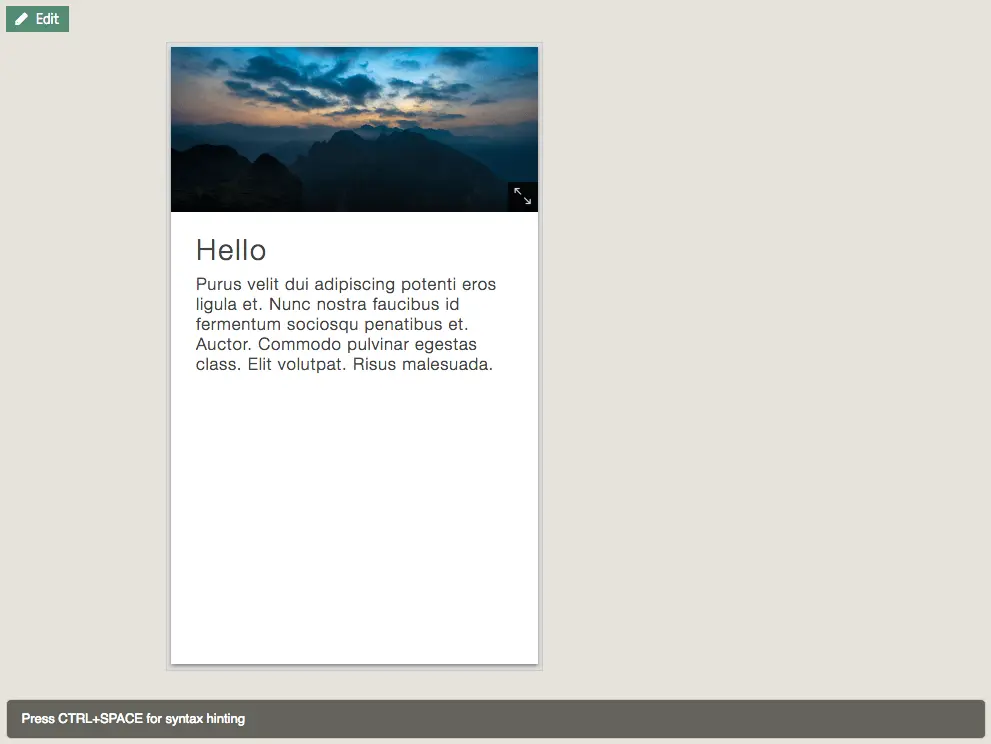 Edit
Hello
Purus velit dui adipiscing potenti eros
ligula et. Nunc nostra faucibus id
fermentum sociosqu penatibus et.
Auctor. Commodo pulvinar egestas
class. Elit volutpat. Risus malesuada.
Press CTRL+SPACE for syntax hinting